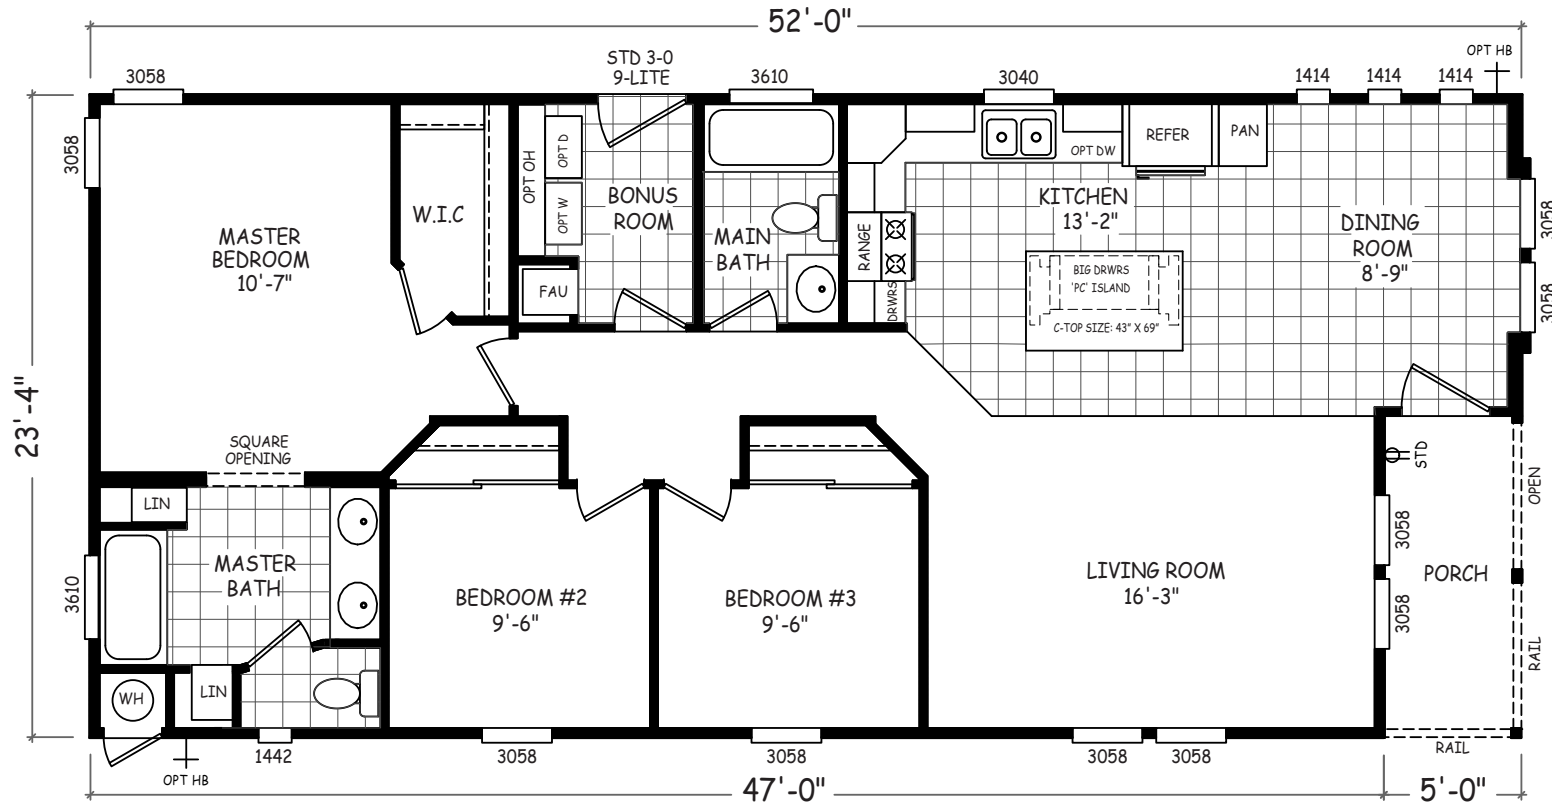 52'-0"
STD 3-0
9-LITE
OPT HB
3058
3610
3040
1414
1414
1414
3058
OPT OH
OPT D
OPT W
BONUS
ROOM
W.I.C
FAU
MAIN
BATH
RANGE
DRWRS
OPT DW
REFER
PAN
KITCHEN
13'-2"
BIG DRWRS
'PC' ISLAND
C-TOP SIZE: 43" X 69"
DINING
ROOM
8'-9"
3058
3058
MASTER
BEDROOM
10'-7"
23'-4"
SQUARE
OPENING
LIN
MASTER
BATH
3610
WH
LIN
BEDROOM #2
9'-6"
BEDROOM #3
9'-6"
LIVING ROOM
16'-3"
STD
3058
3058
PORCH
OPEN
RAIL
RAIL
OPT HB
1442
3058
3058
3058
3058
47'-0"
5'-0"